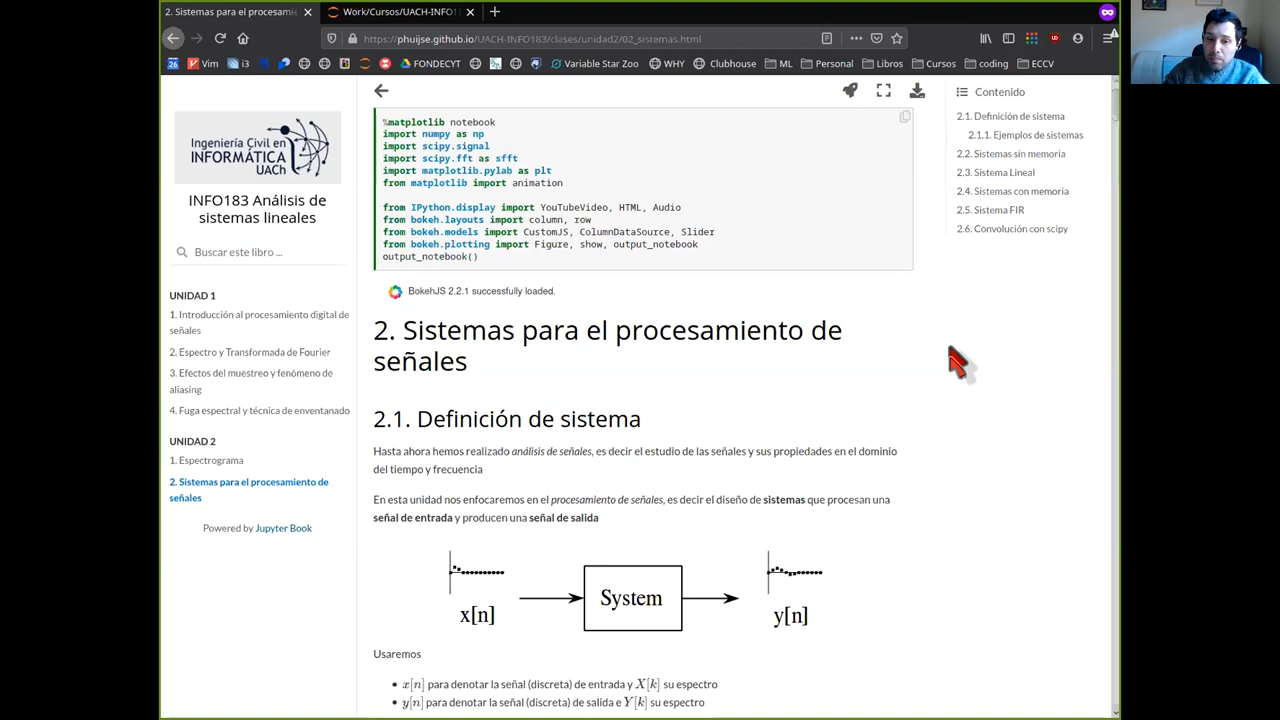 2. Sistemas para el procesamie
Work/Cursos/UACH-INFO1
https://phuijse.github.io/UACH-INFO183/clases/unidad2/02_sistemas.html
Vim
i3
FONDECYT
Variable Star Zoo
WHY
Clubhouse
ML
Personal
Libros
Cursos
coding
ECCV
Ingeniería Civil en
INFORMÁTICA
UACh
INFO183 Análisis de
sistemas lineales
Buscar este libro ...
UNIDAD 1
1. Introducción al procesamiento digital de
señales
2. Espectro y Transformada de Fourier
3. Efectos del muestreo y fenómeno de
aliasing
4. Fuga espectral y técnica de enventanado
UNIDAD 2
1. Espectrograma
2. Sistemas para el procesamiento de
señales
Powered by Jupyter Book
%matplotlib notebook
import numpy as np
import scipy.signal
import scipy.fft as sfft
import matplotlib.pylab as plt
from matplotlib import animation
from IPython.display import YouTubeVideo, HTML, Audio
from bokeh.layouts import column, row
from bokeh.models import CustomJS, ColumnDataSource, Slider
from bokeh.plotting import Figure, show, output_notebook
output_notebook()
BokehJS 2.2.1 successfully loaded.
2. Sistemas para el procesamiento de
señales
2.1. Definición de sistema
Hasta ahora hemos realizado análisis de señales, es decir el estudio de las señales y sus propiedades en el dominio
del tiempo y frecuencia
En esta unidad nos enfocaremos en el procesamiento de señales, es decir el diseño de sistemas que procesan una
señal de entrada y producen una señal de salida
x[n]
System
y[n]
Usaremos
• x[n] para denotar la señal (discreta) de entrada y X[k] su espectro
• y[n] para denotar la señal (discreta) de salida e Y[k] su espectro
Contenido
2.1. Definición de sistema
2.1.1. Ejemplos de sistemas
2.2. Sistemas sin memoria
2.3. Sistema Lineal
2.4. Sistemas con memoria
2.5. Sistema FIR
2.6. Convolución con scipy